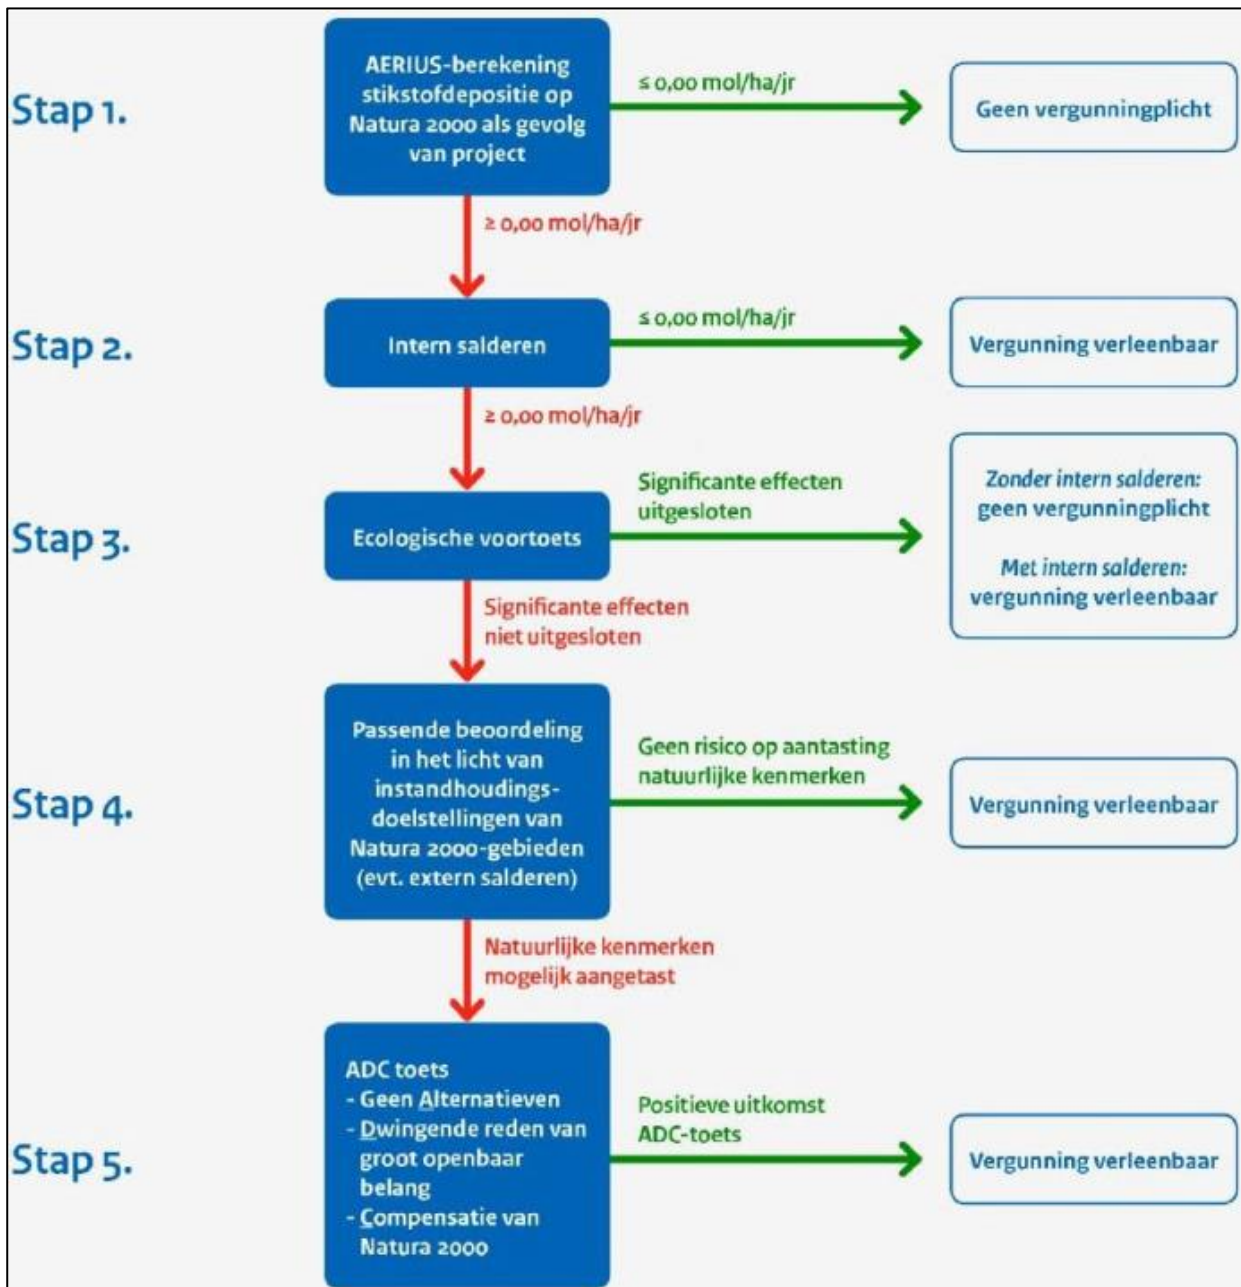 Stap 1.
AERIUS-berekening
stikstofdepositie op
Natura 2000 als gevolg
van project
≤ 0,00 mol/ha/jr
Geen vergunningplicht
≥ 0,00 mol/ha/jr
Stap 2.
Intern salderen
≤ 0,00 mol/ha/jr
Vergunning verleenbaar
≥ 0,00 mol/ha/jr
Stap 3.
Ecologische voortoets
Significante effecten
uitgesloten
Zonder intern salderen:
geen vergunningplicht
Met intern salderen:
vergunning verleenbaar
Significante effecten
niet uitgesloten
Stap 4.
Passende beoordeling
in het licht van
instandhoudings-
doelstellingen van
Natura 2000-gebieden
(evt. extern salderen)
Geen risico op aantasting
natuurlijke kenmerken
Vergunning verleenbaar
Natuurlijke kenmerken
mogelijk aangetast
Stap 5.
ADC toets
- Geen Alternatieven
- Dwingende reden van
groot openbaar
belang
- Compensatie van
Natura 2000
Positieve uitkomst
ADC-toets
Vergunning verleenbaar